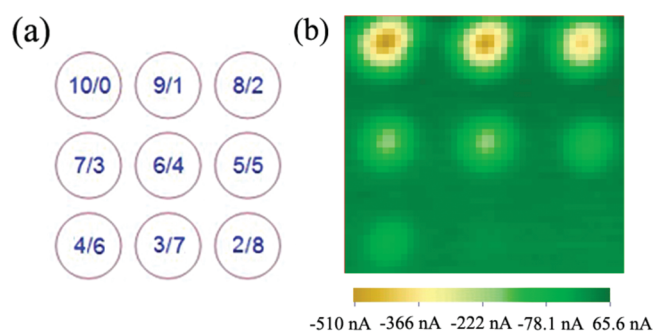 (a)
10/0 9/1 8/2
7/3 6/4 5/5
4/6 3/7 2/8
(b)
-510 nA -366 nA -222 nA -78.1 nA 65.6 nA